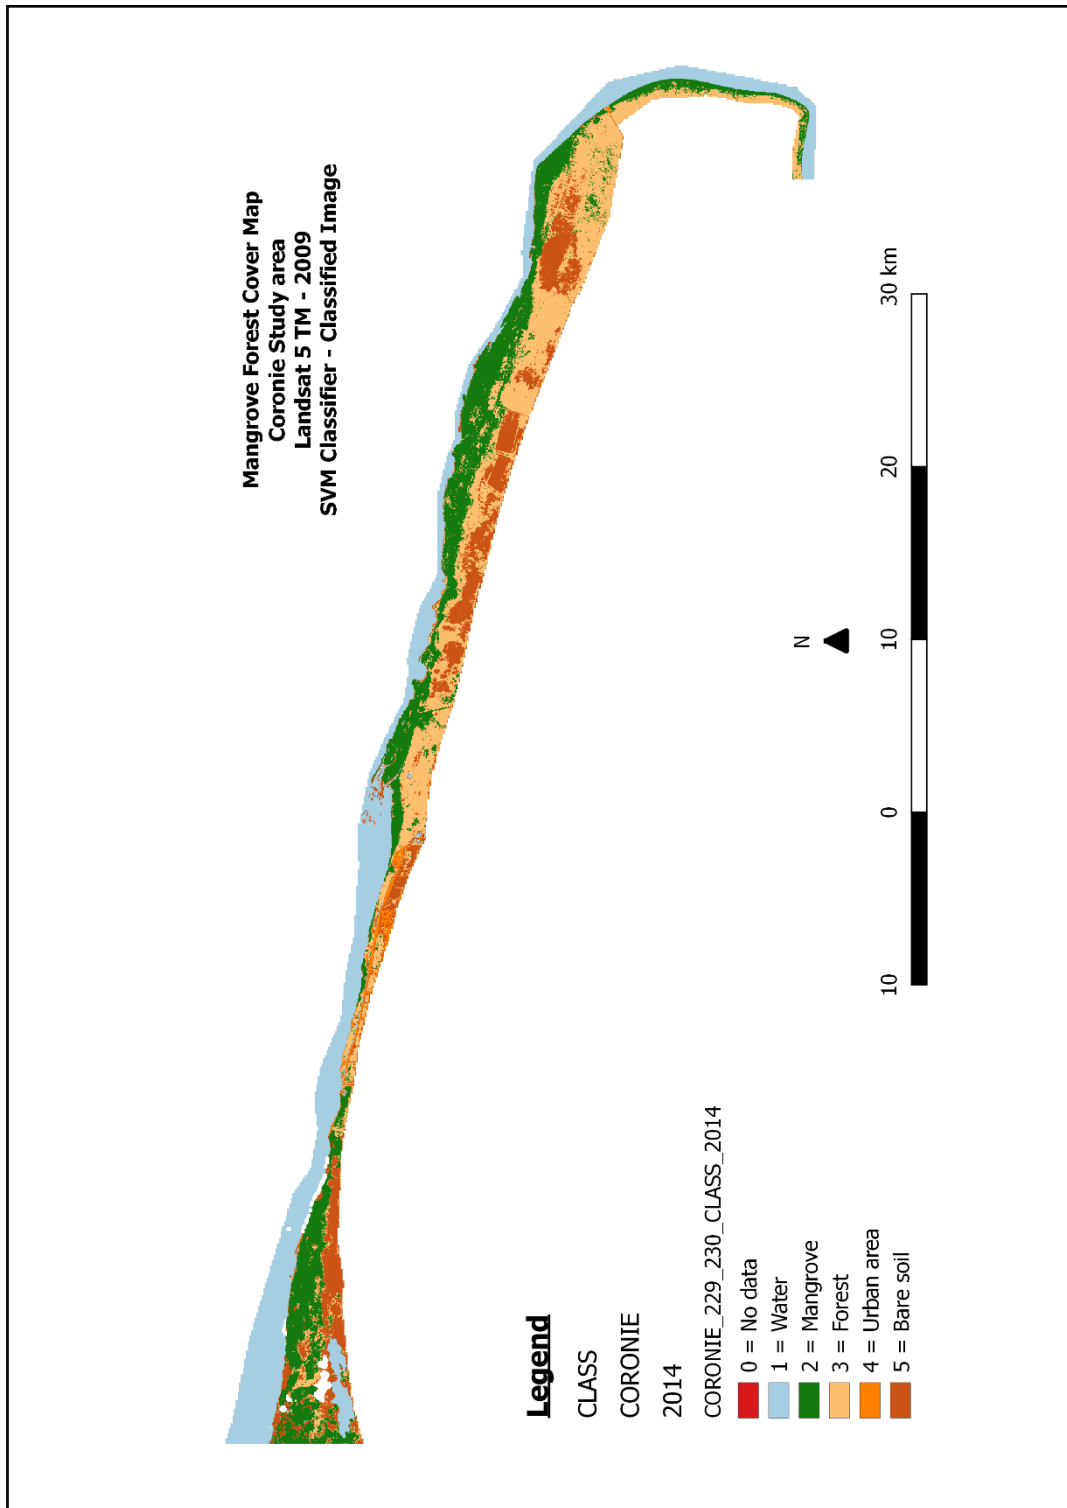 Mangrove Forest Cover Map
Coronie Study area
Landsat 5 TM - 2009
SVM Classifier - Classified Image
N
10 0 10 20 30 km
Legend
CLASS
CORONIE
2014
CORONIE_229_230_CLASS_2014
0 = No data
1 = Water
2 = Mangrove
3 = Forest
4 = Urban area
5 = Bare soil